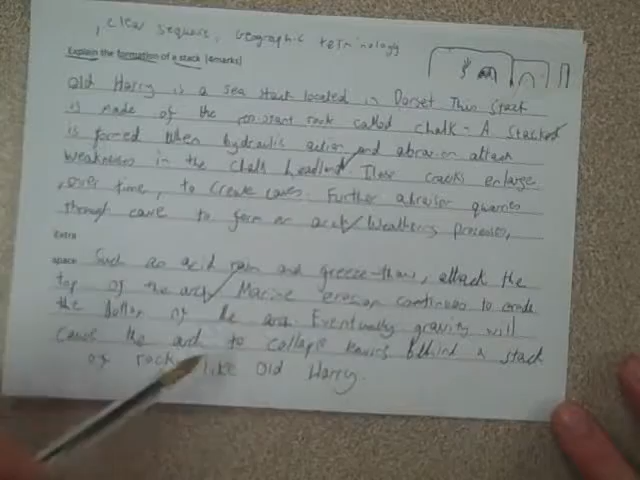 , clear sequence, Geographic terminology
Explain the formation of a stack [4marks]
Old Harry is a sea stack located in Dorset This stack
is made of the resistant rock called chalk - A stack
is formed when hydraulic action and abrasion attack
weaknesses in the chalk headland. These cracks enlarge
over time, to create caves. Further abrasion
through cave to form an arch. Weathering processes,
Extra
space Such as acid rain and freeze-thaw, attack the
top of the arch. Marine erosion continues to erode
the bottom of the arch. Eventually gravity will
cause the arch to collapse leaving behind a stack
of rock like Old Harry.